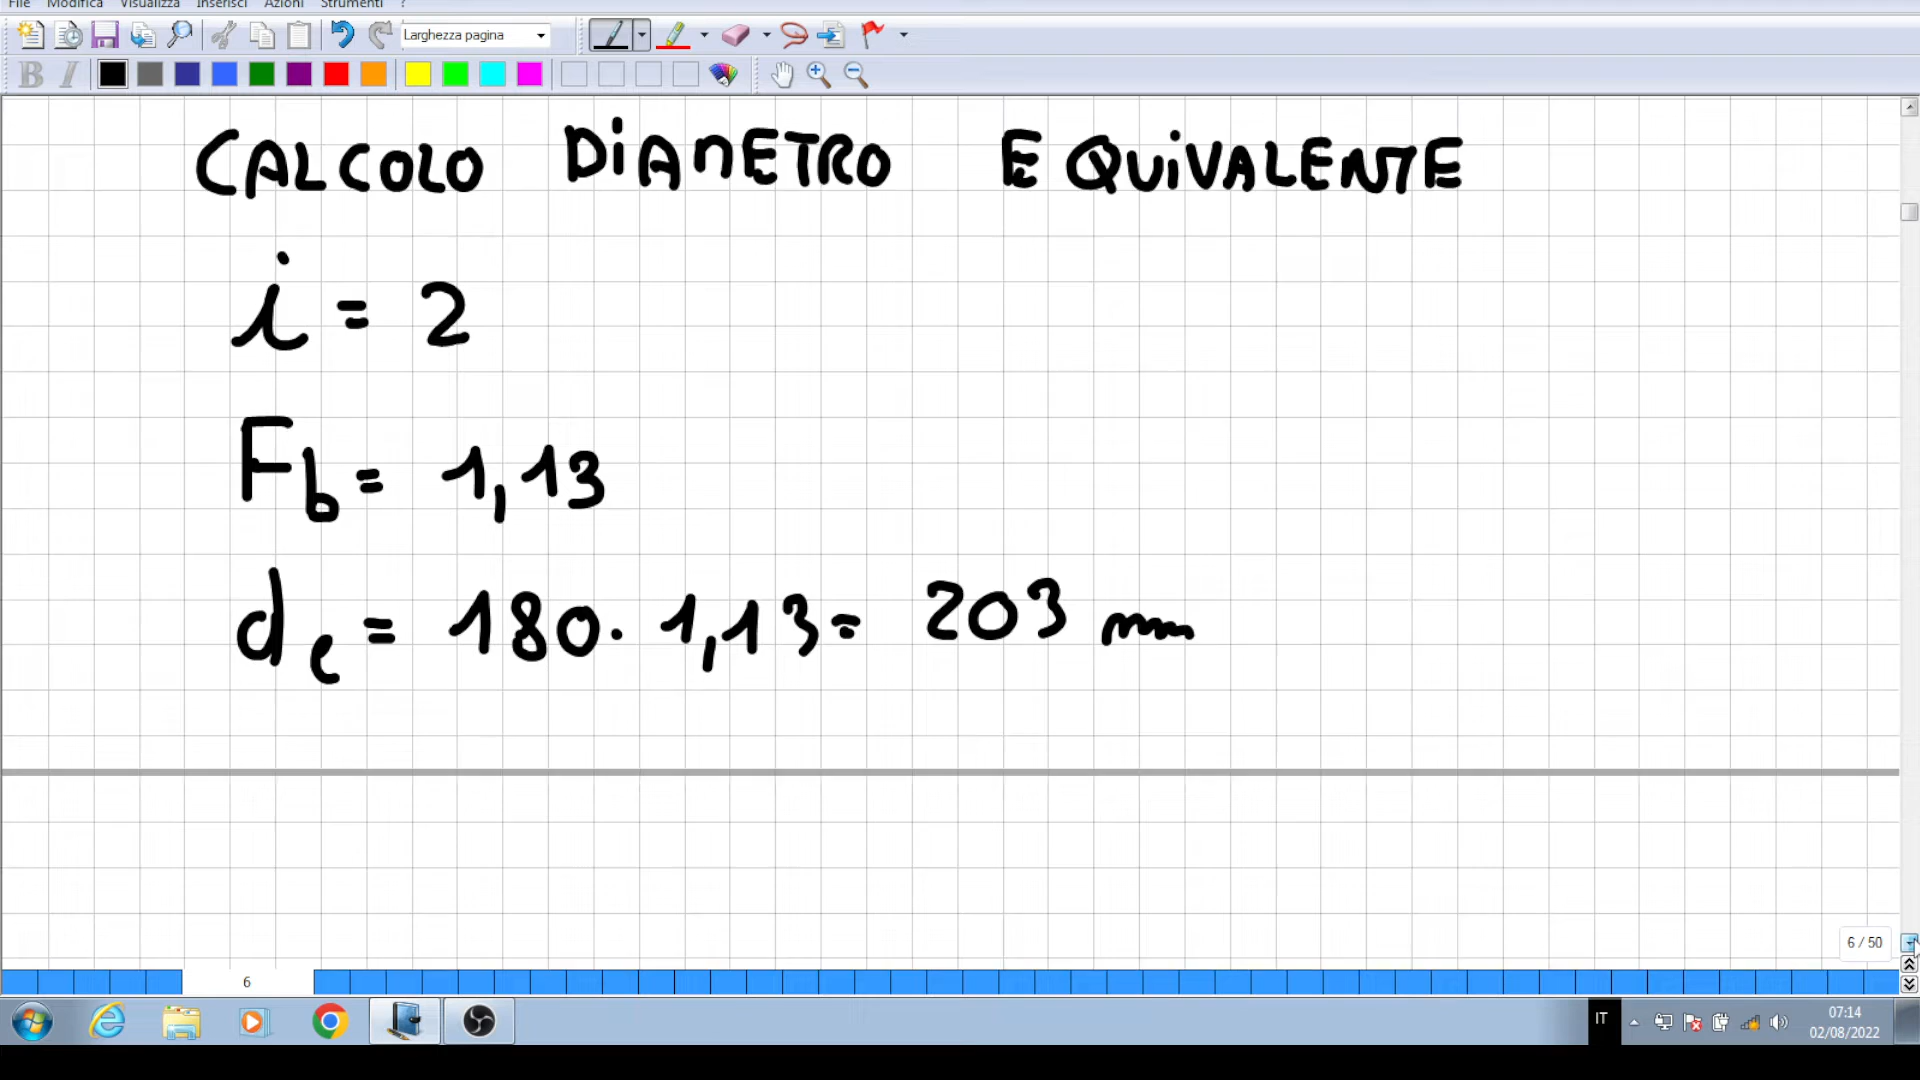 File Modifica Visualizza Inserisci Azioni Strumenti ?
Larghezza pagina
B I
CALCOLO DIAMETRO EQUIVALENTE
i = 2
Fb = 1,13
de = 180 · 1,13 = 203 mm
6 / 50
6
IT
07:14
02/08/2022